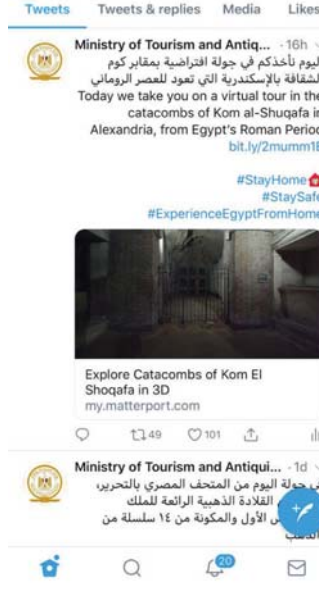 Tweets Tweets & replies Media Likes
Ministry of Tourism and Antiq... · 16h
اليوم نأخذكم في جولة افتراضية بمقابر كوم
الشقافة بالإسكندرية التي تعود للعصر الروماني
Today we take you on a virtual tour in the
catacombs of Kom al-Shuqafa in
Alexandria, from Egypt's Roman Period
bit.ly/2mumm1E
#StayHome
#StaySafe
#ExperienceEgyptFromHome
Explore Catacombs of Kom El
Shoqafa in 3D
my.matterport.com
49 101
Ministry of Tourism and Antiqui... · 1d
جولة اليوم من المتحف المصري بالتحرير،
القلادة الذهبية الرائعة للملك
الأول والمكونة من ١٤ سلسلة من
20